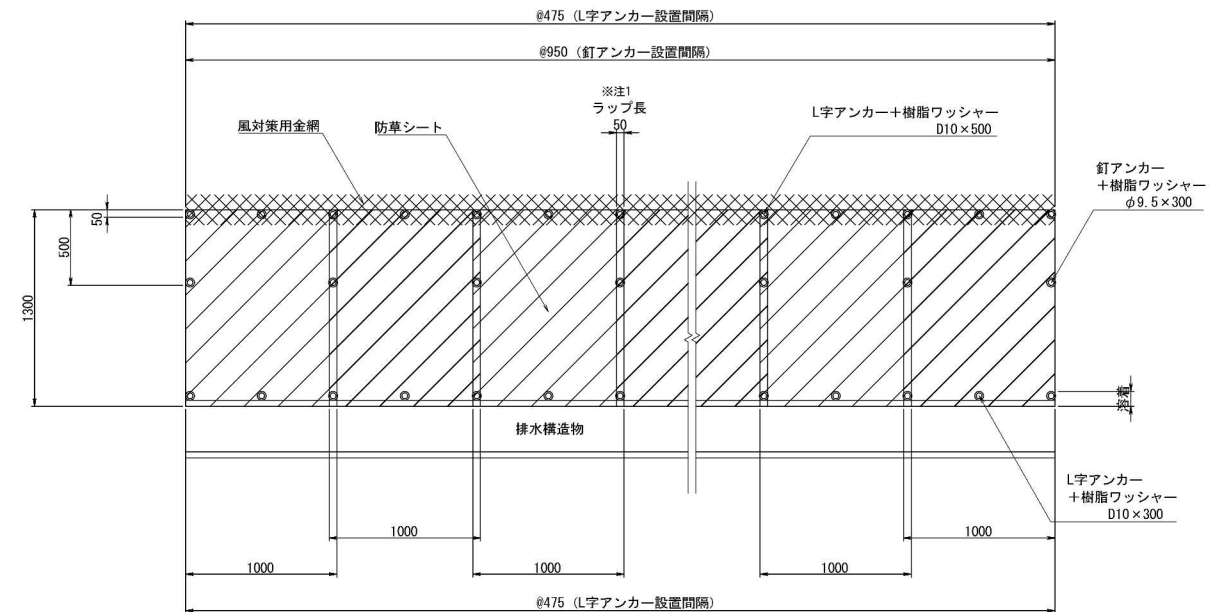 @475 (L字アンカー設置間隔)
@950 (釘アンカー設置間隔)
※注1
ラップ長
50
風対策用金網
防草シート
L字アンカー+樹脂ワッシャー
D10×500
釘アンカー
+樹脂ワッシャー
φ9.5×300
50
500
1300
溶着
排水構造物
L字アンカー
+樹脂ワッシャー
D10×300
1000
1000
1000
1000
1000
@475 (L字アンカー設置間隔)